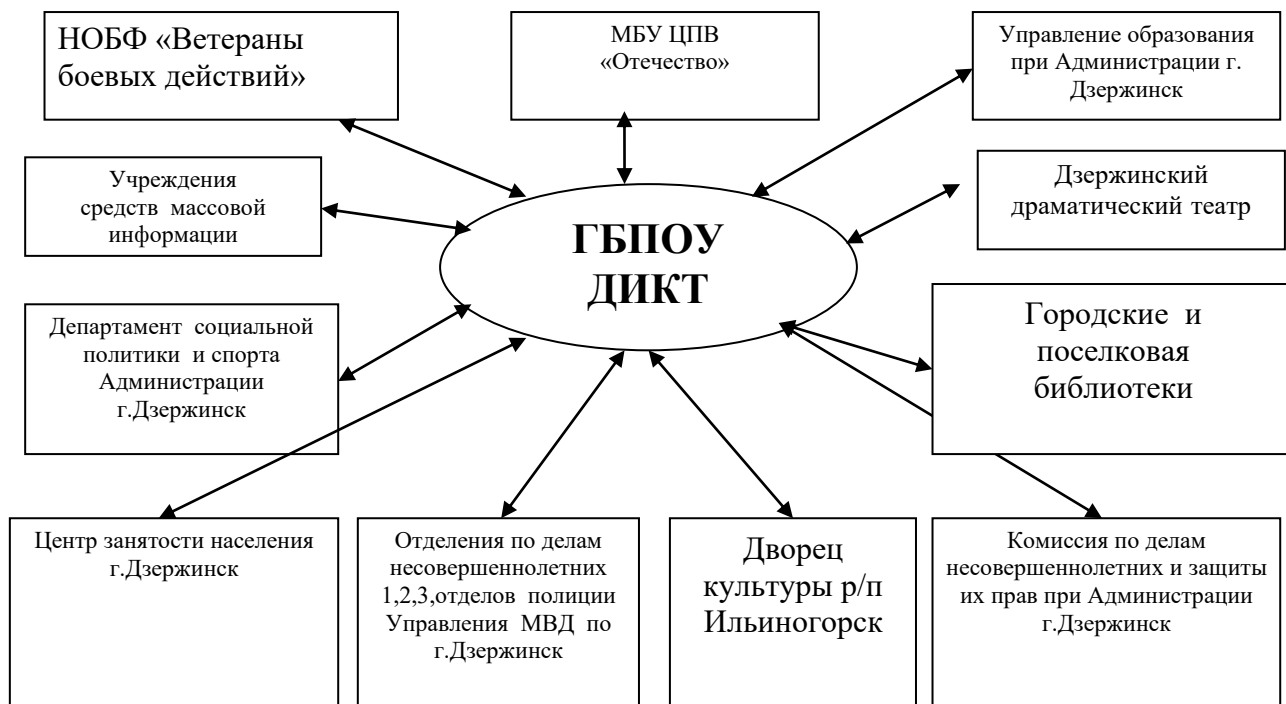 НОБФ «Ветераны
боевых действий»
МБУ ЦПВ
«Отечество»
Управление образования
при Администрации г.
Дзержинск
Учреждения
средств массовой
информации
ГБПОУ
ДИКТ
Дзержинский
драматический театр
Департамент социальной
политики и спорта
Администрации
г.Дзержинск
Городские и
поселковая
библиотеки
Центр занятости населения
г.Дзержинск
Отделения по делам
несовершеннолетних
1,2,3,отделов полиции
Управления МВД по
г.Дзержинск
Дворец
культуры р/п
Ильиногорск
Комиссия по делам
несовершеннолетних и защиты
их прав при Администрации
г.Дзержинск